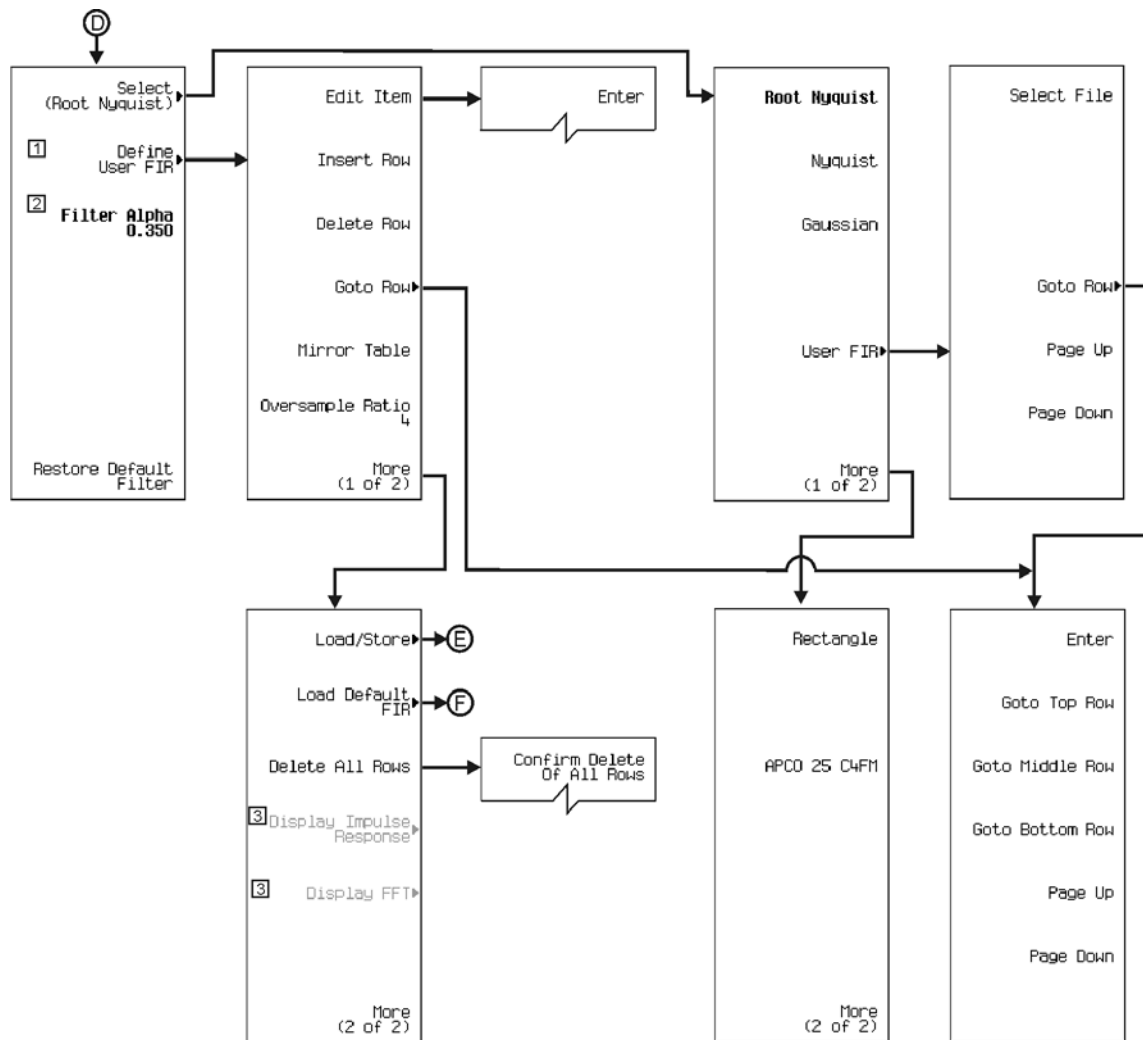 D
Select
(Root Nyquist)
1
Define
User FIR
2
Filter Alpha
0.350
Restore Default
Filter
Edit Item
Insert Row
Delete Row
Goto Row
Mirror Table
Oversample Ratio
4
More
(1 of 2)
Enter
Root Nyquist
Nyquist
Gaussian
User FIR
More
(1 of 2)
Select File
Goto Row
Page Up
Page Down
Load/Store
E
Load Default
FIR
F
Delete All Rows
3
Display Impulse
Response
3
Display FFT
More
(2 of 2)
Confirm Delete
Of All Rows
Rectangle
APCO 25 C4FM
More
(2 of 2)
Enter
Goto Top Row
Goto Middle Row
Goto Bottom Row
Page Up
Page Down